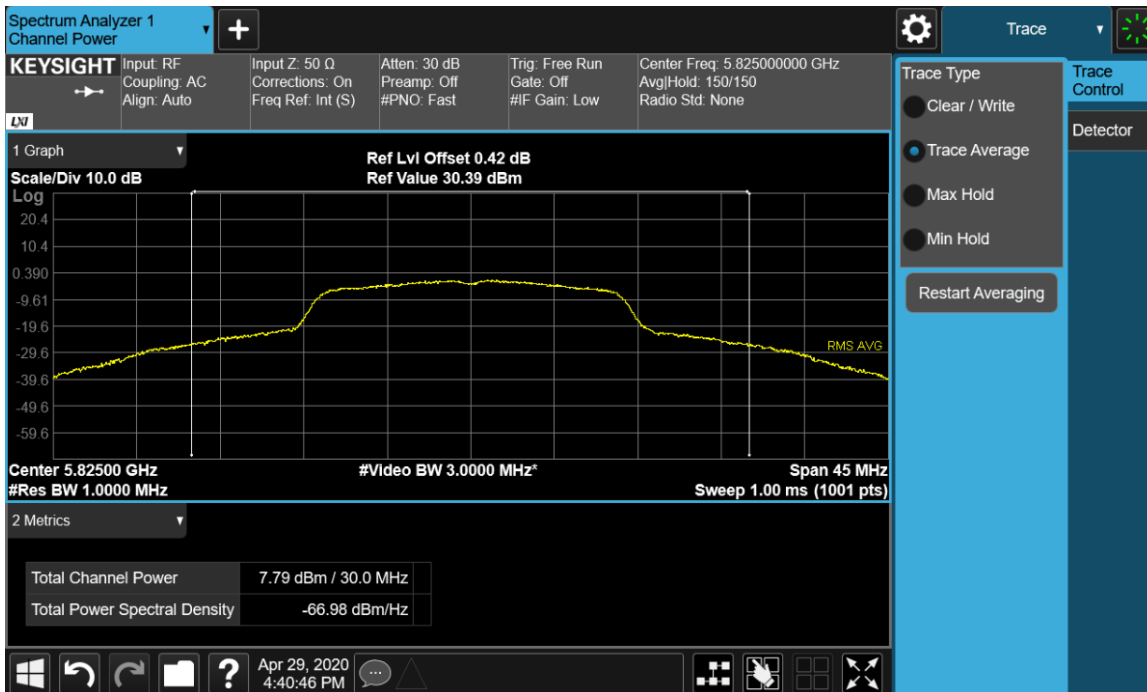 Spectrum Analyzer 1
Channel Power
+
Trace
KEYSIGHT
Input: RF
Coupling: AC
Align: Auto
Input Z: 50 Ω
Corrections: On
Freq Ref: Int (S)
Atten: 30 dB
Preamp: Off
#PNO: Fast
Trig: Free Run
Gate: Off
#IF Gain: Low
Center Freq: 5.825000000 GHz
Avg|Hold: 150/150
Radio Std: None
LXI
Trace Type
Clear / Write
Trace Average
Max Hold
Min Hold
Restart Averaging
Trace
Control
Detector
1 Graph
Scale/Div 10.0 dB
Ref Lvl Offset 0.42 dB
Ref Value 30.39 dBm
Log
20.4
10.4
0.390
-9.61
-19.6
-29.6
-39.6
-49.6
-59.6
RMS AVG
Center 5.82500 GHz
#Res BW 1.0000 MHz
#Video BW 3.0000 MHz*
Span 45 MHz
Sweep 1.00 ms (1001 pts)
2 Metrics
Total Channel Power 7.79 dBm / 30.0 MHz
Total Power Spectral Density -66.98 dBm/Hz
?
Apr 29, 2020
4:40:46 PM